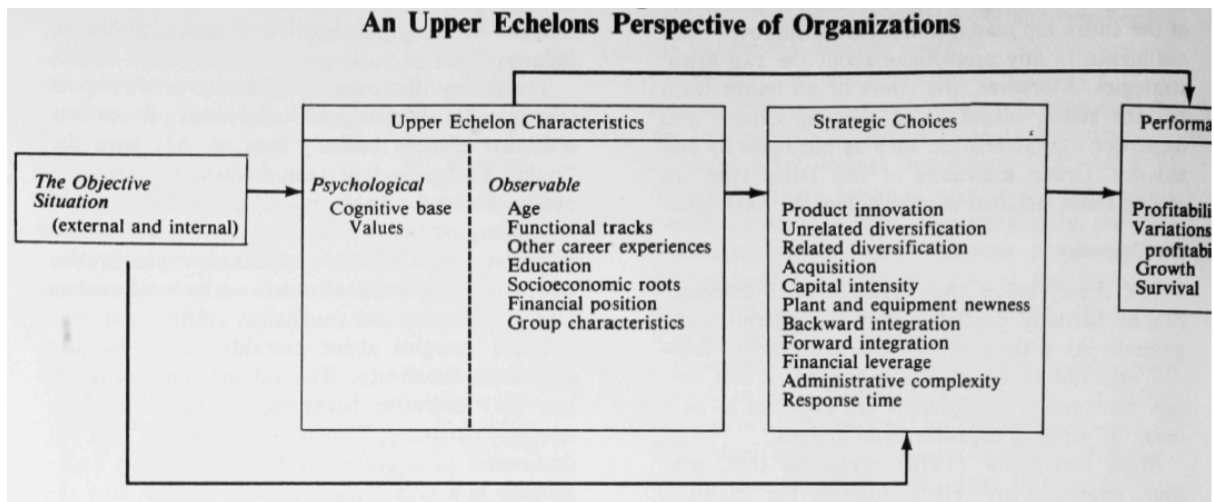 An Upper Echelons Perspective of Organizations
Upper Echelon Characteristics
Strategic Choices
The Objective
Situation
(external and internal)
Psychological
Cognitive base
Values
Observable
Age
Functional tracks
Other career experiences
Education
Socioeconomic roots
Financial position
Group characteristics
Product innovation
Unrelated diversification
Related diversification
Acquisition
Capital intensity
Plant and equipment newness
Backward integration
Forward integration
Financial leverage
Administrative complexity
Response time
Variations
Growth
Survival